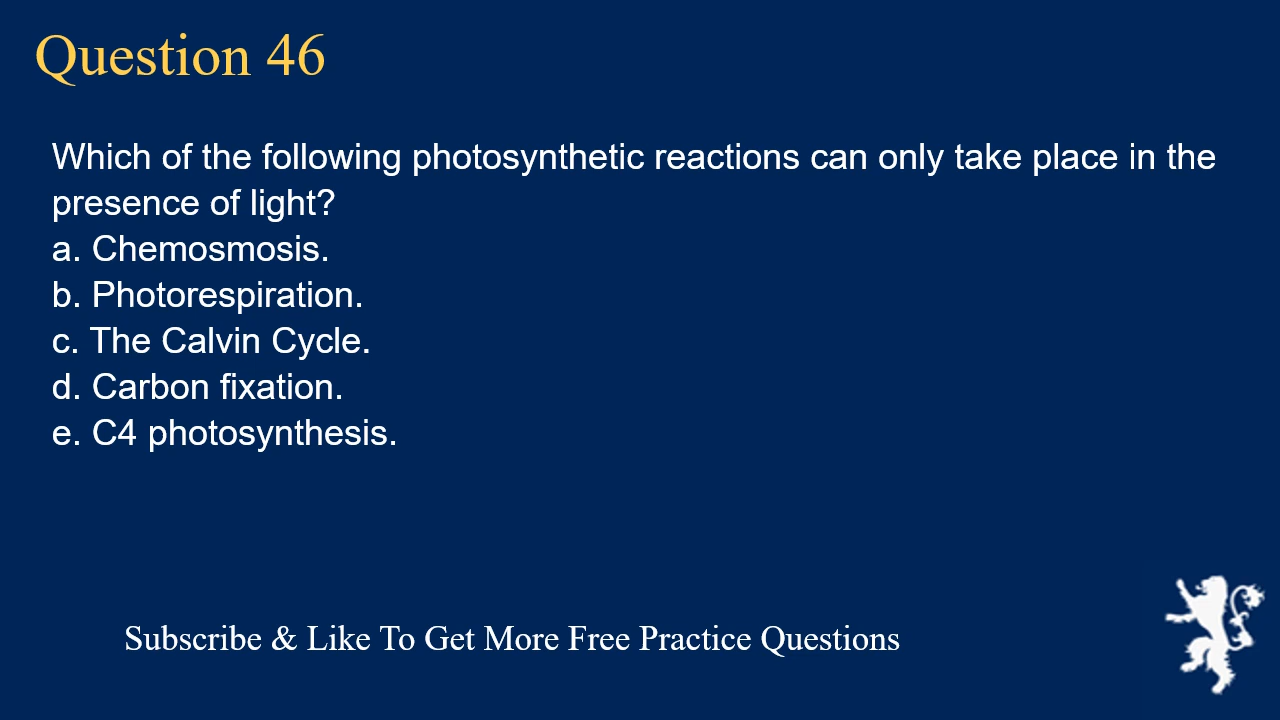 Question 46
Which of the following photosynthetic reactions can only take place in the
presence of light?
a. Chemosmosis.
b. Photorespiration.
c. The Calvin Cycle.
d. Carbon fixation.
e. C4 photosynthesis.
Subscribe & Like To Get More Free Practice Questions